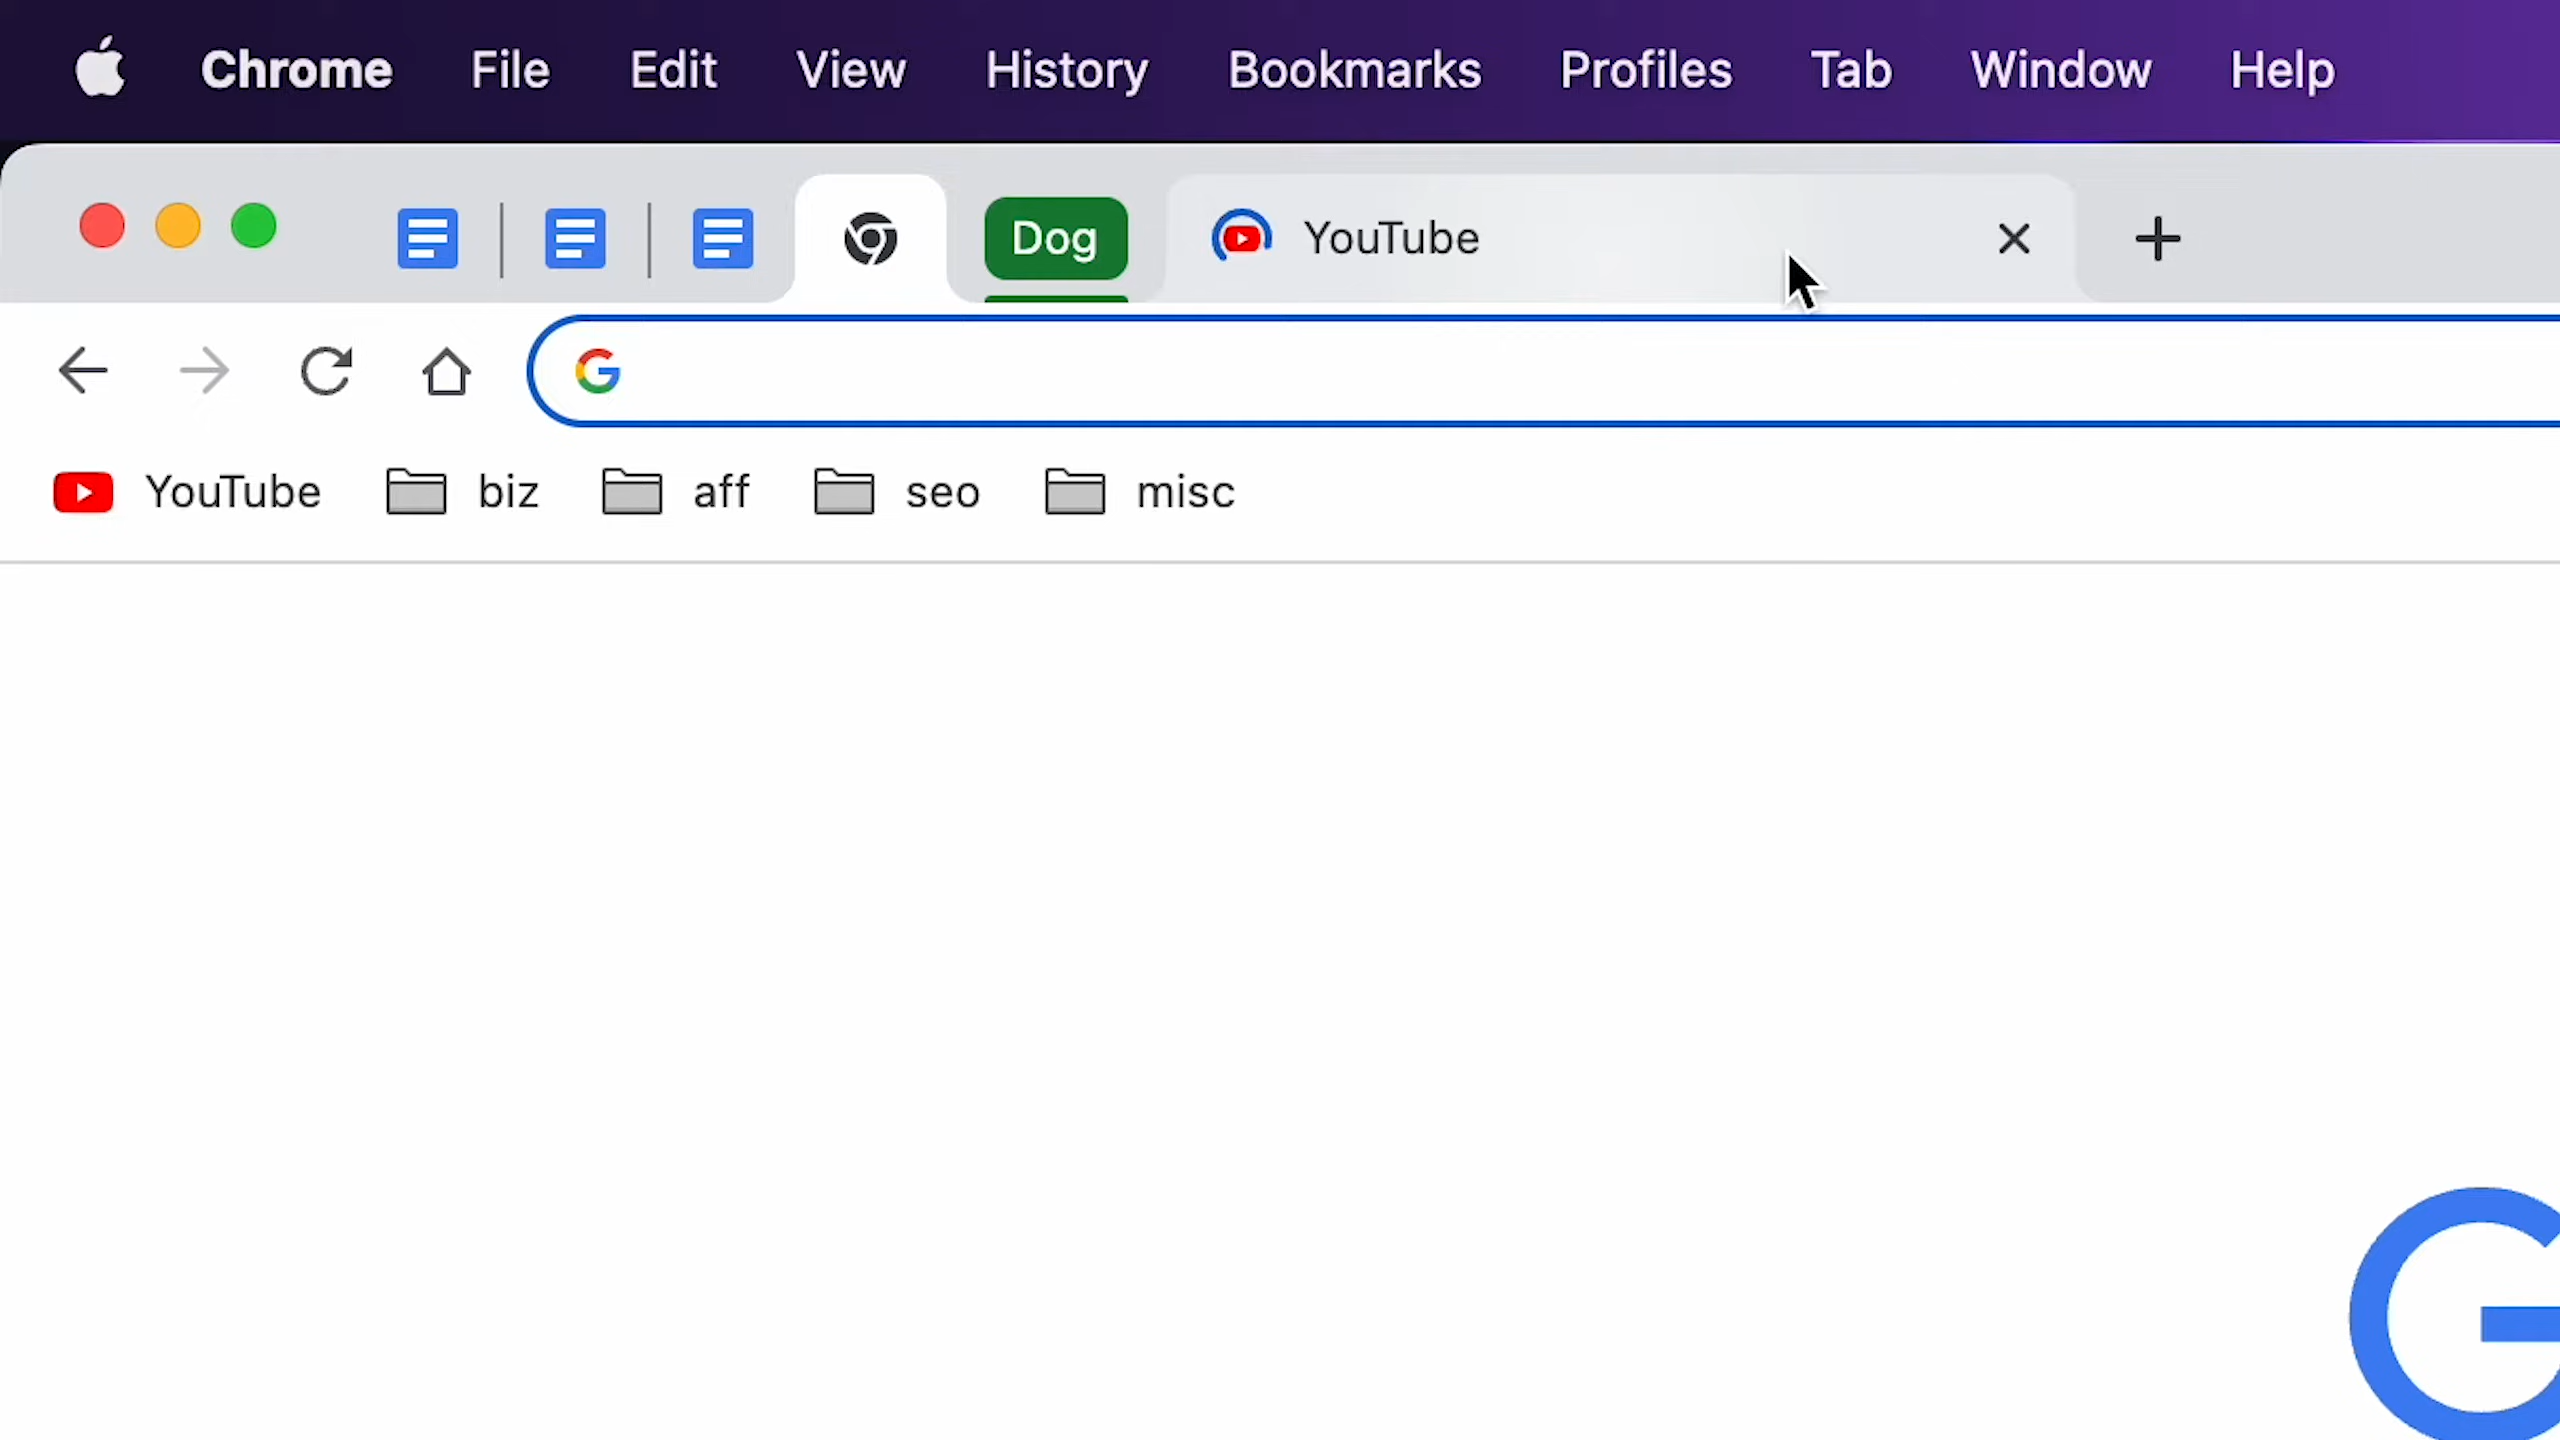 Chrome File Edit View History Bookmarks Profiles Tab Window Help
Dog YouTube
YouTube biz aff seo misc
G